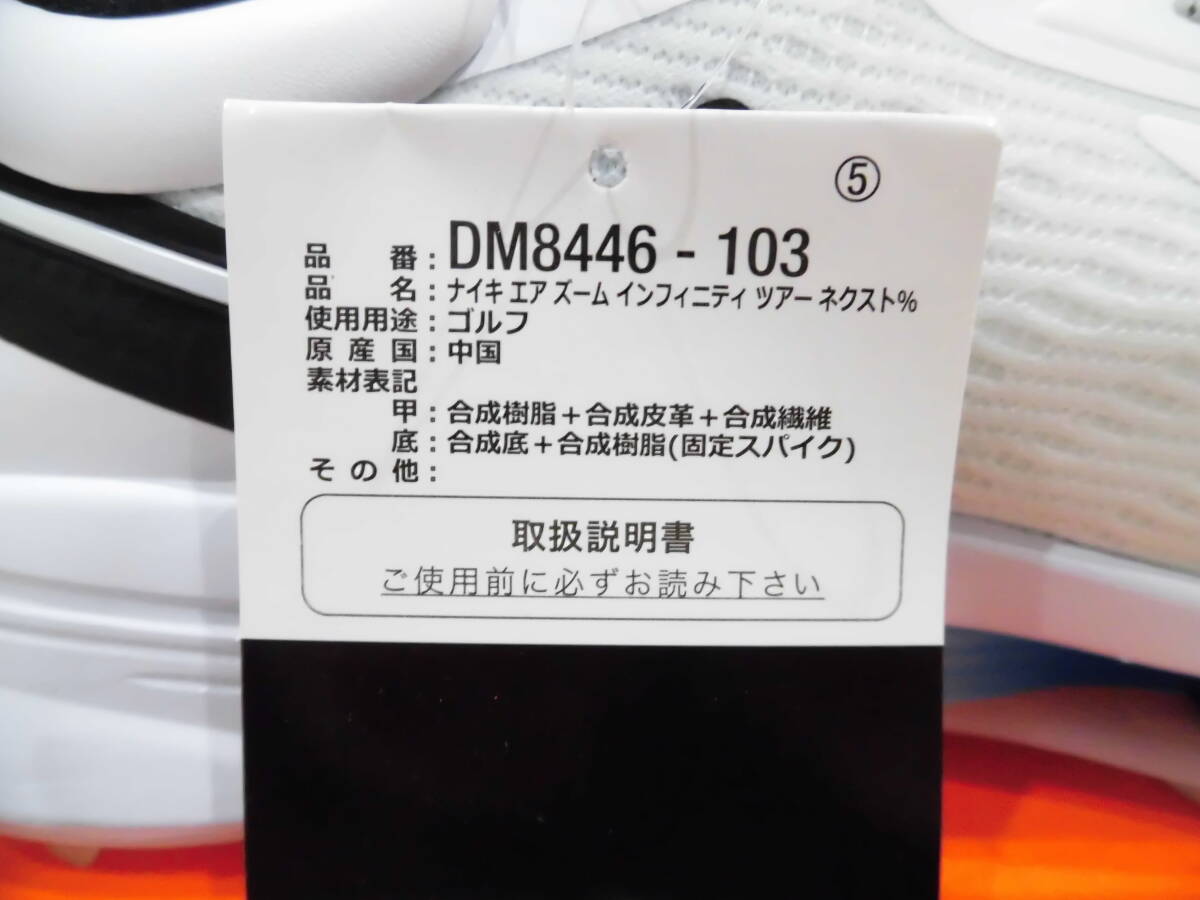 ⑤
品番：DM8446 - 103
品名：ナイキ エア ズーム インフィニティ ツアー ネクスト%
使用用途：ゴルフ
原産国：中国
素材表記
甲：合成樹脂＋合成皮革＋合成繊維
底：合成底＋合成樹脂(固定スパイク)
その他：
取扱説明書
ご使用前に必ずお読み下さい